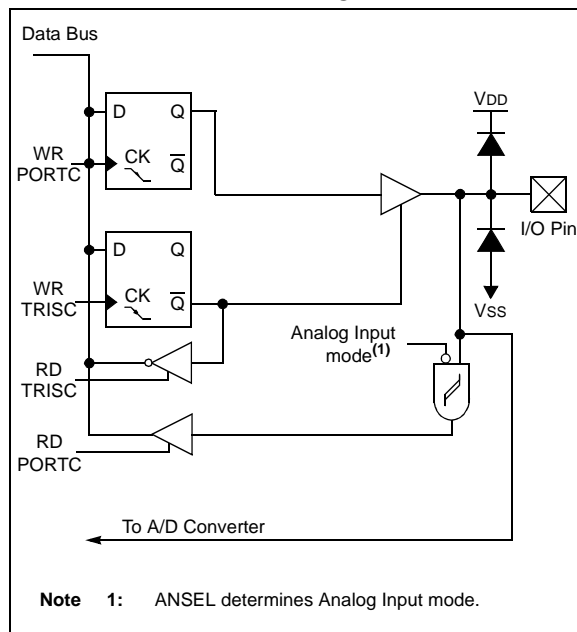 Data Bus
D Q
WR
PORTC
CK Q
VDD
I/O Pin
D Q
WR
TRISC
CK Q
VSS
Analog Input
mode(1)
RD
TRISC
RD
PORTC
To A/D Converter
Note 1: ANSEL determines Analog Input mode.